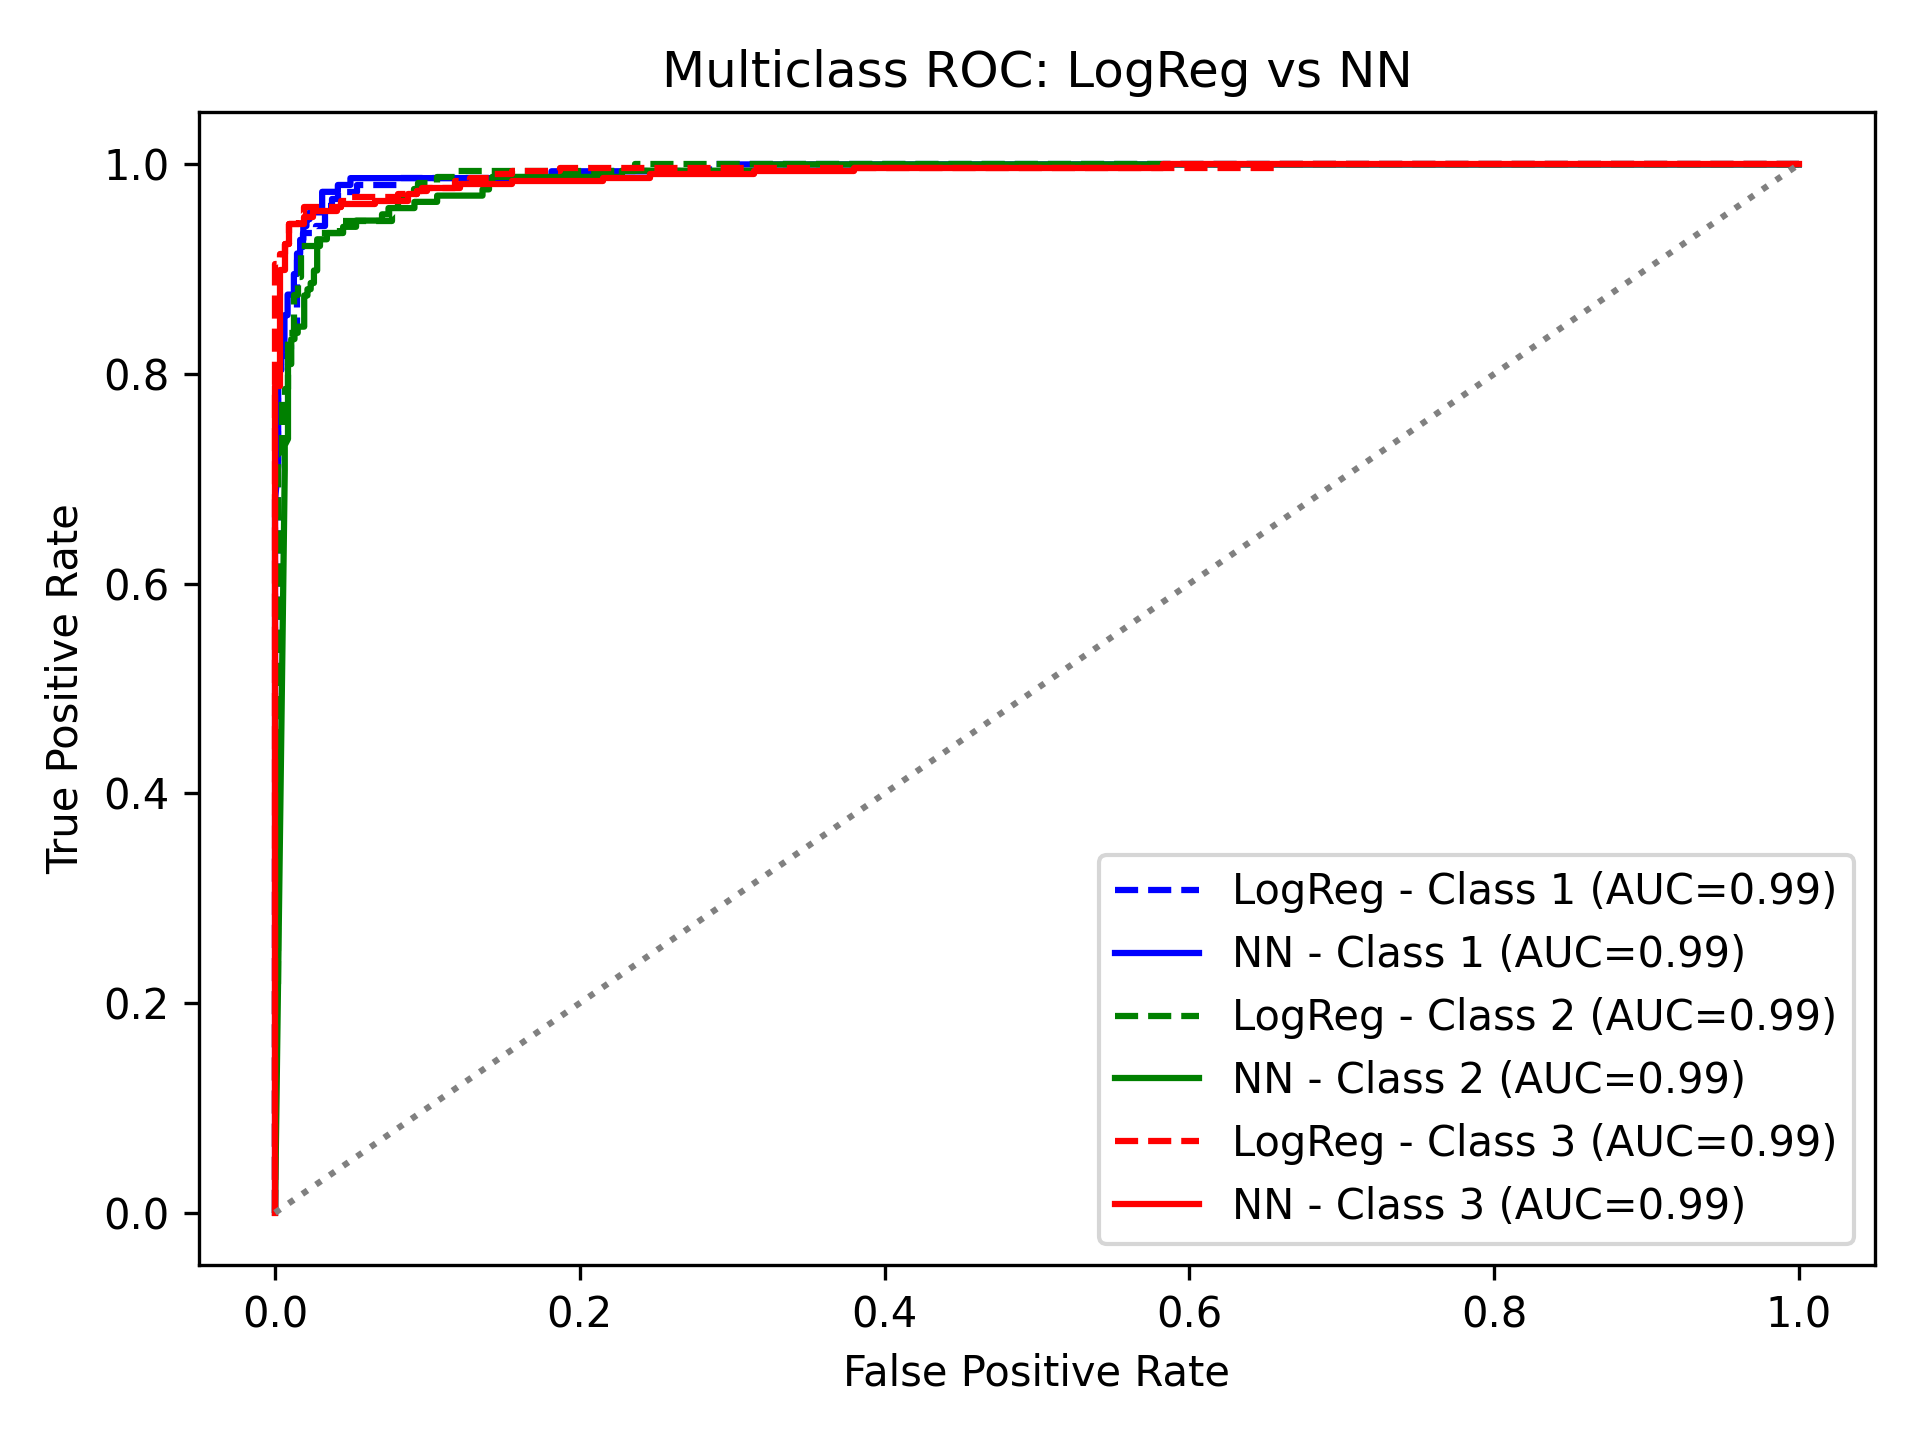 Multiclass ROC: LogReg vs NN
True Positive Rate
1.0
0.8
0.6
0.4
0.2
0.0
LogReg - Class 1 (AUC=0.99)
NN - Class 1 (AUC=0.99)
LogReg - Class 2 (AUC=0.99)
NN - Class 2 (AUC=0.99)
LogReg - Class 3 (AUC=0.99)
NN - Class 3 (AUC=0.99)
0.0 0.2 0.4 0.6 0.8 1.0
False Positive Rate